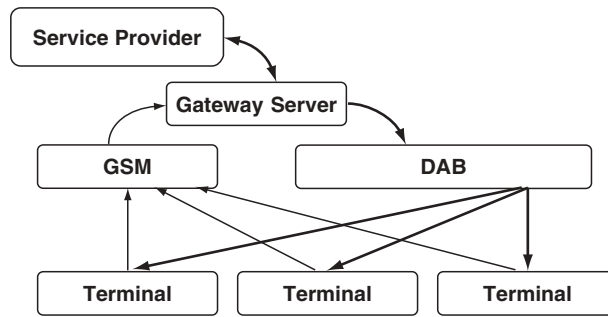 Service Provider
Gateway Server
GSM
DAB
Terminal
Terminal
Terminal